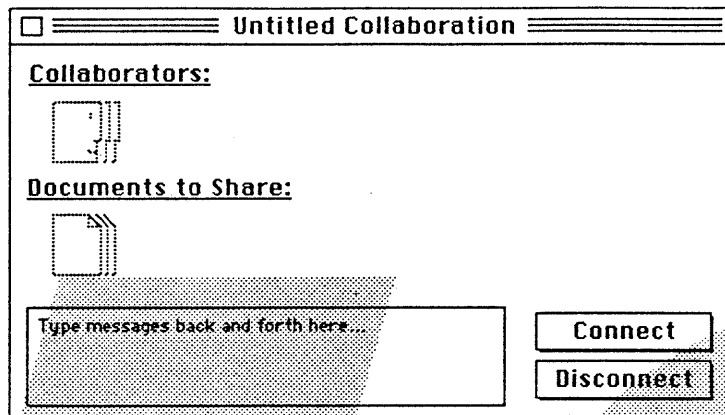 Untitled Collaboration
Collaborators:
Documents to Share:
Type messages back and forth here...
Connect
Disconnect